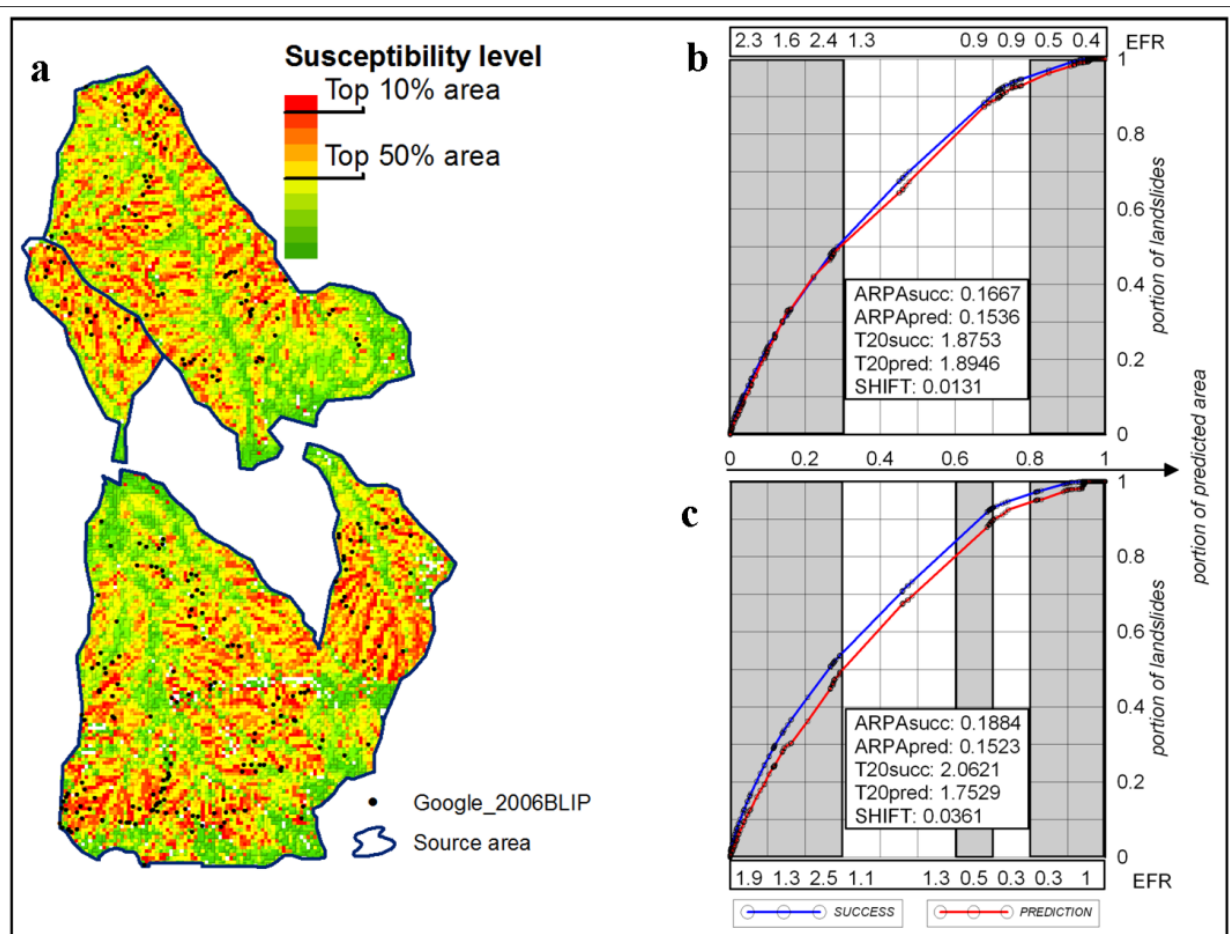 a
Susceptibility level
Top 10% area
Top 50% area
Google_2006BLIP
Source area
b
2.3 1.6 2.4 1.3 0.9 0.9 0.5 0.4 EFR
1
0.8
0.6
0.4
0.2
0
portion of landslides
ARPAsucc: 0.1667
ARPApred: 0.1536
T20succ: 1.8753
T20pred: 1.8946
SHIFT: 0.0131
0 0.2 0.4 0.6 0.8 1
portion of predicted area
c
1
0.8
0.6
0.4
0.2
0
portion of landslides
ARPAsucc: 0.1884
ARPApred: 0.1523
T20succ: 2.0621
T20pred: 1.7529
SHIFT: 0.0361
1.9 1.3 2.5 1.1 1.3 0.5 0.3 0.3 1 EFR
SUCCESS PREDICTION